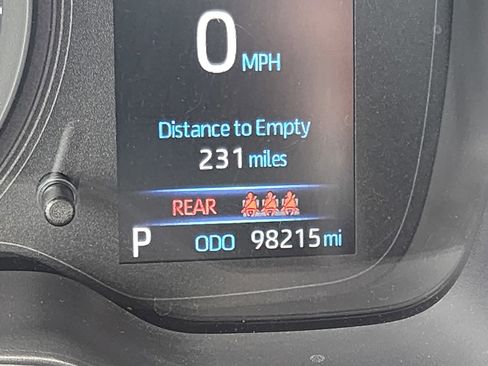 0 MPH
Distance to Empty
231 miles
REAR
P ODO 98215 mi